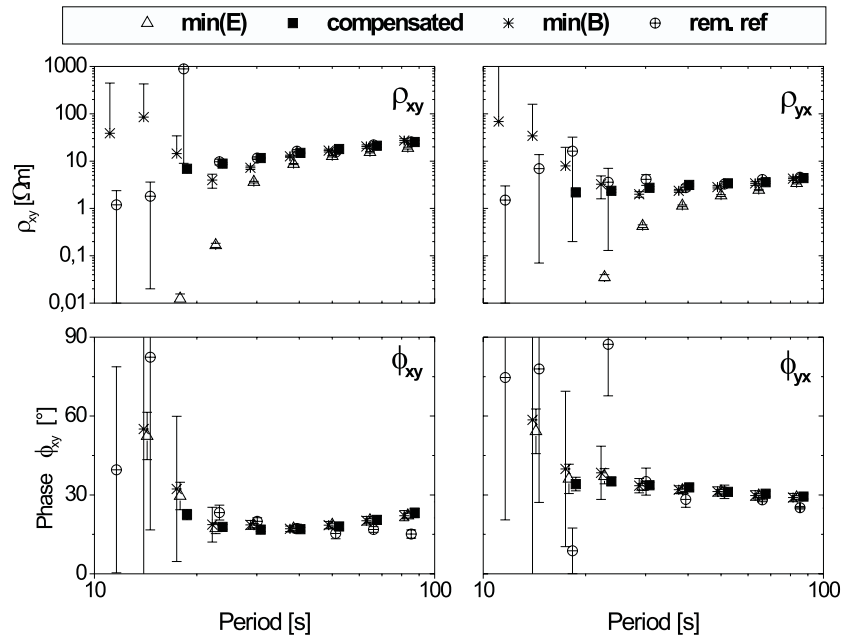 min(E) compensated min(B) rem. ref
1000
100
10
1
0,1
0,01
ρxy [Ωm]
ρxy
ρyx
90
60
30
0
Phase ϕxy [°]
ϕxy
ϕyx
10 100 10 100
Period [s] Period [s]